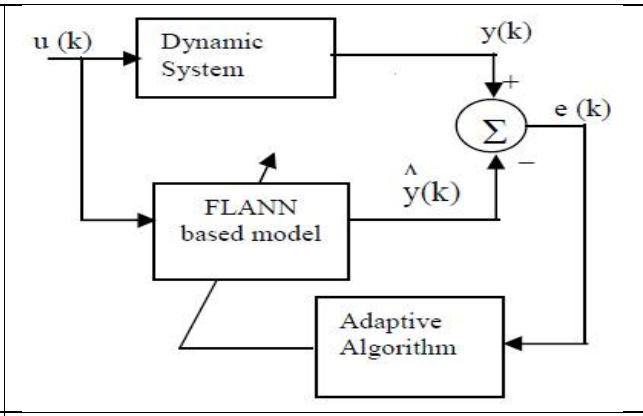 u (k)
Dynamic
System
y(k)
+
e (k)
Σ
−
^
y(k)
FLANN
based model
Adaptive
Algorithm